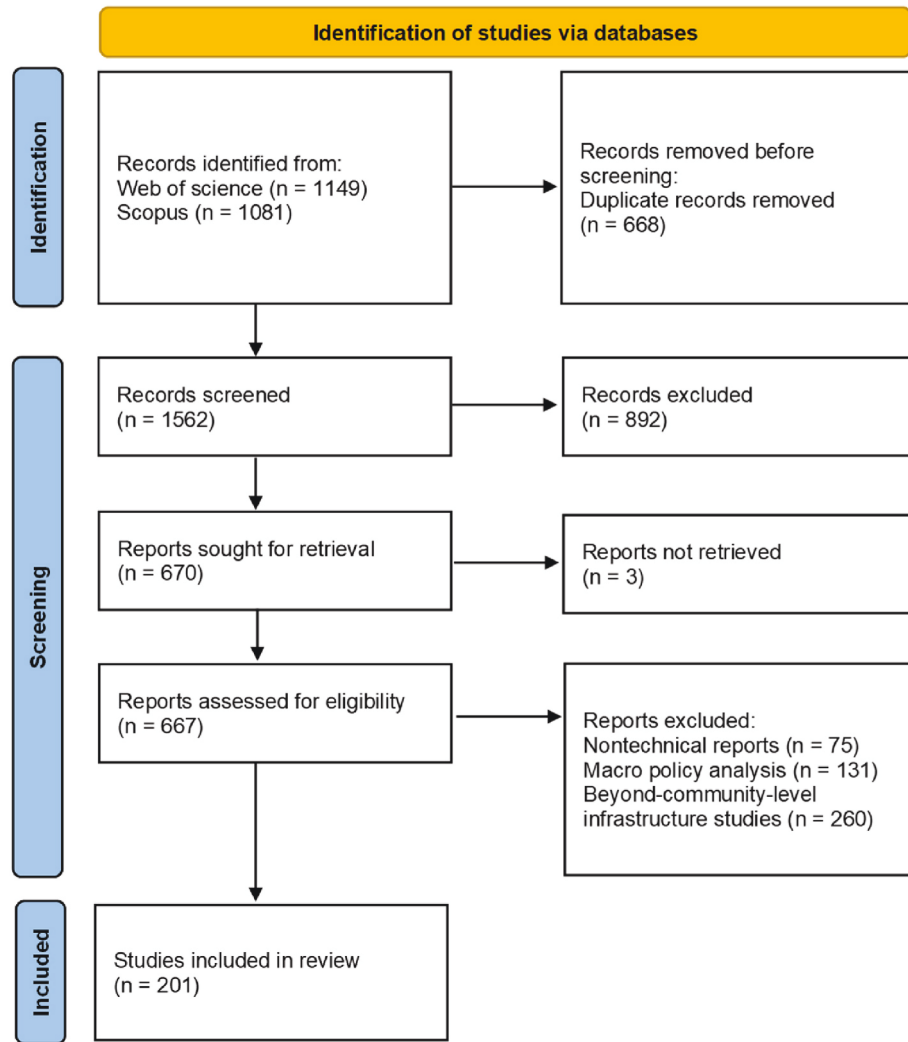 Identification of studies via databases
Identification
Records identified from:
Web of science (n = 1149)
Scopus (n = 1081)
Records removed before
screening:
Duplicate records removed
(n = 668)
Screening
Records screened
(n = 1562)
Records excluded
(n = 892)
Reports sought for retrieval
(n = 670)
Reports not retrieved
(n = 3)
Reports assessed for eligibility
(n = 667)
Reports excluded:
Nontechnical reports (n = 75)
Macro policy analysis (n = 131)
Beyond-community-level
infrastructure studies (n = 260)
Included
Studies included in review
(n = 201)